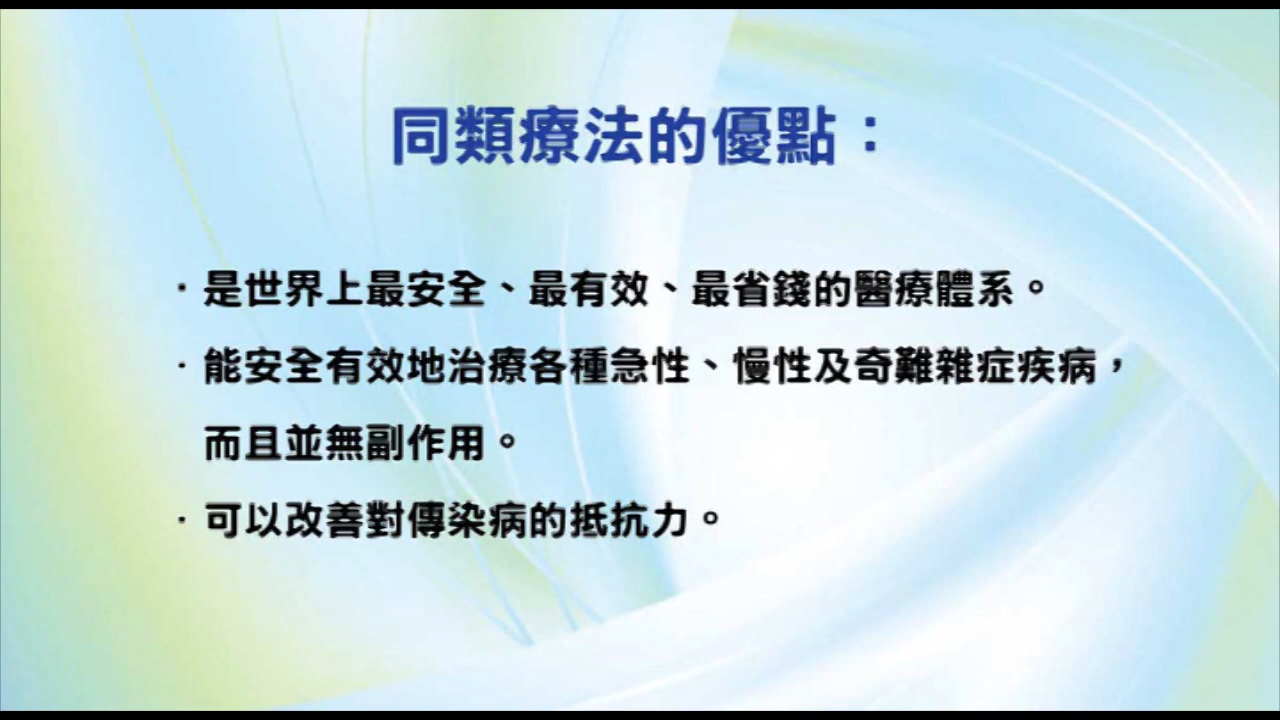 同類療法的優點：
· 是世界上最安全、最有效、最省錢的醫療體系。
· 能安全有效地治療各種急性、慢性及奇難雜症疾病，
而且並無副作用。
· 可以改善對傳染病的抵抗力。